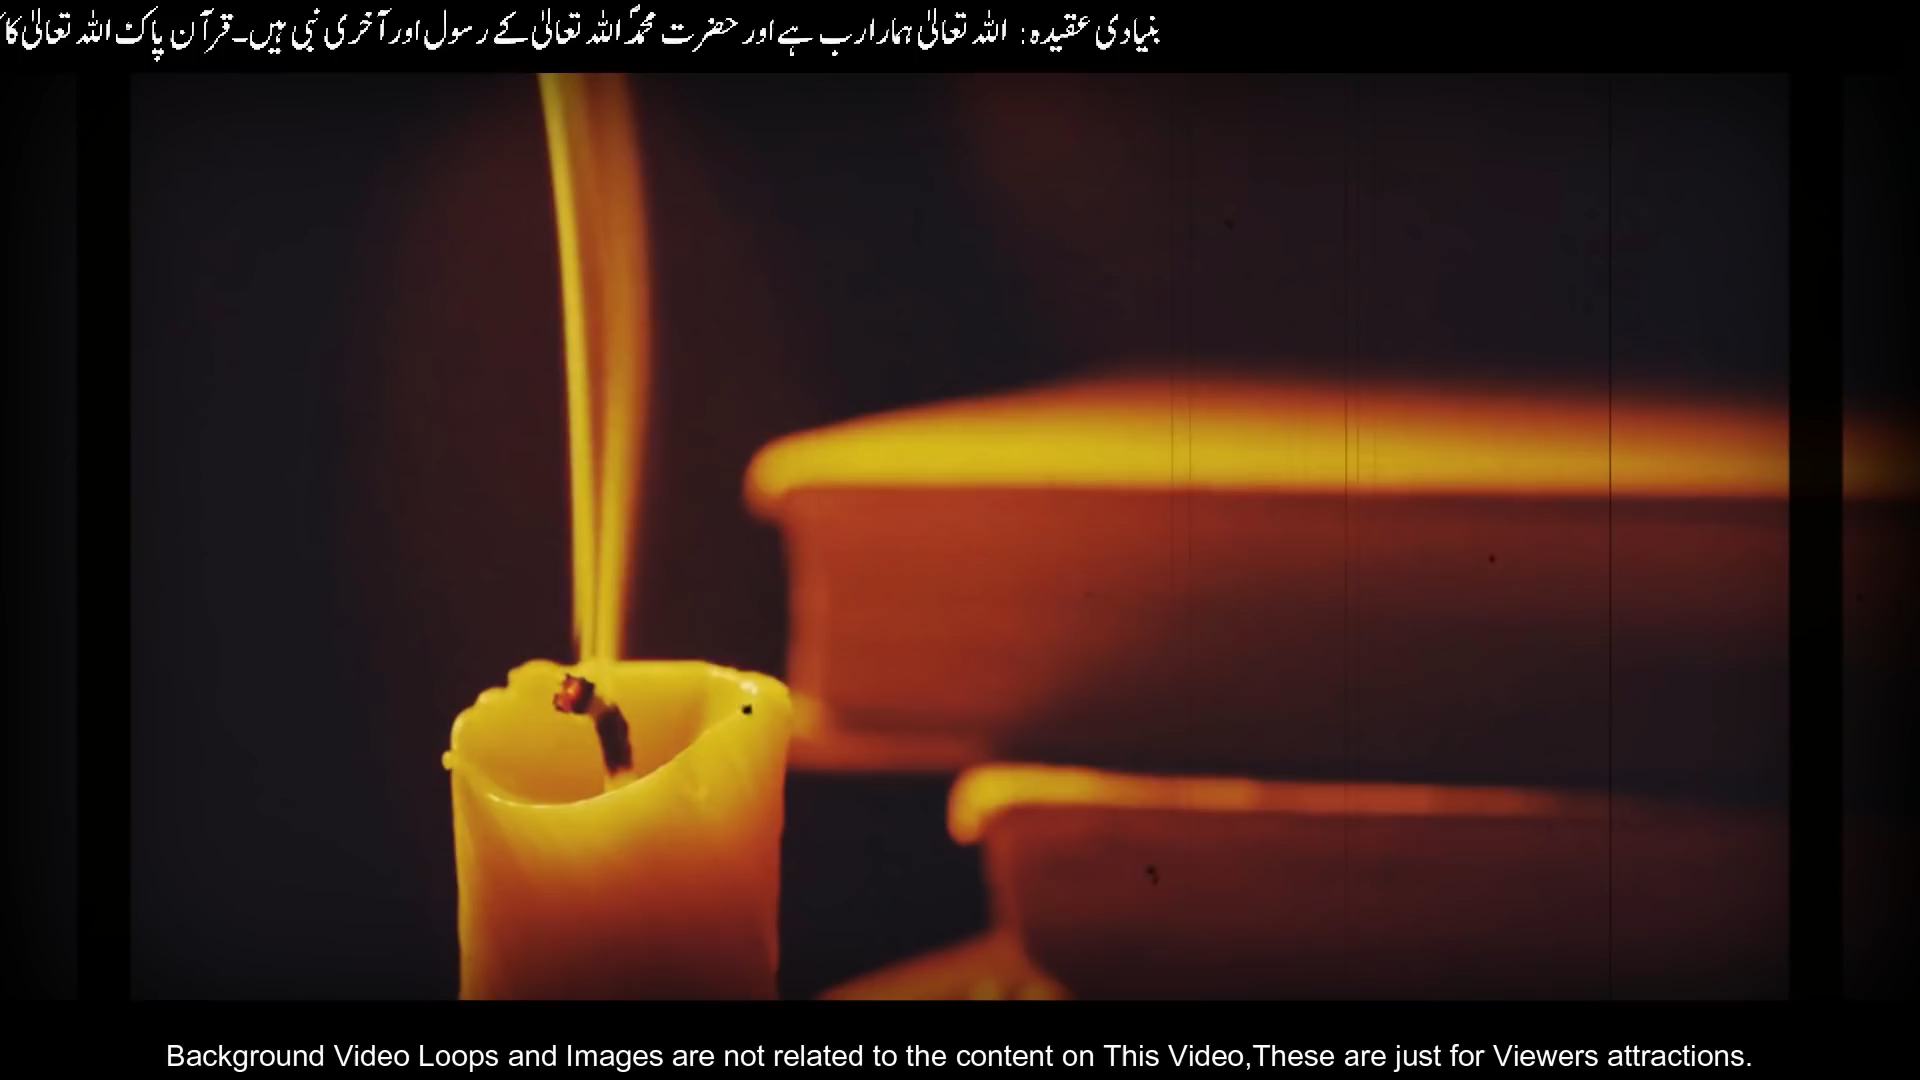 بنیادی عقیدہ: اللہ تعالیٰ ہمارا رب ہے اور حضرت محمدؐ اللہ تعالیٰ کے رسول اور آخری نبی ہیں۔قرآن پاک اللہ تعالیٰ کا
Background Video Loops and Images are not related to the content on This Video,These are just for Viewers attractions.